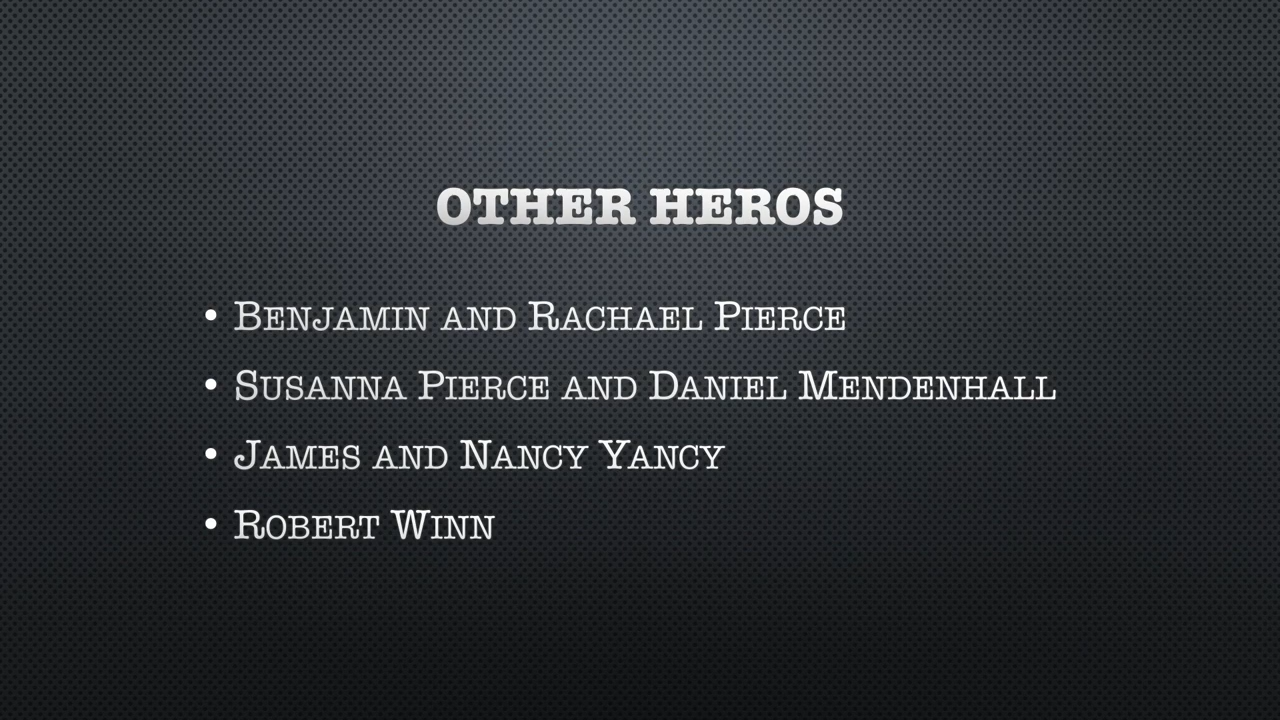 OTHER HEROS
• BENJAMIN AND RACHAEL PIERCE
• SUSANNA PIERCE AND DANIEL MENDENHALL
• JAMES AND NANCY YANCY
• ROBERT WINN